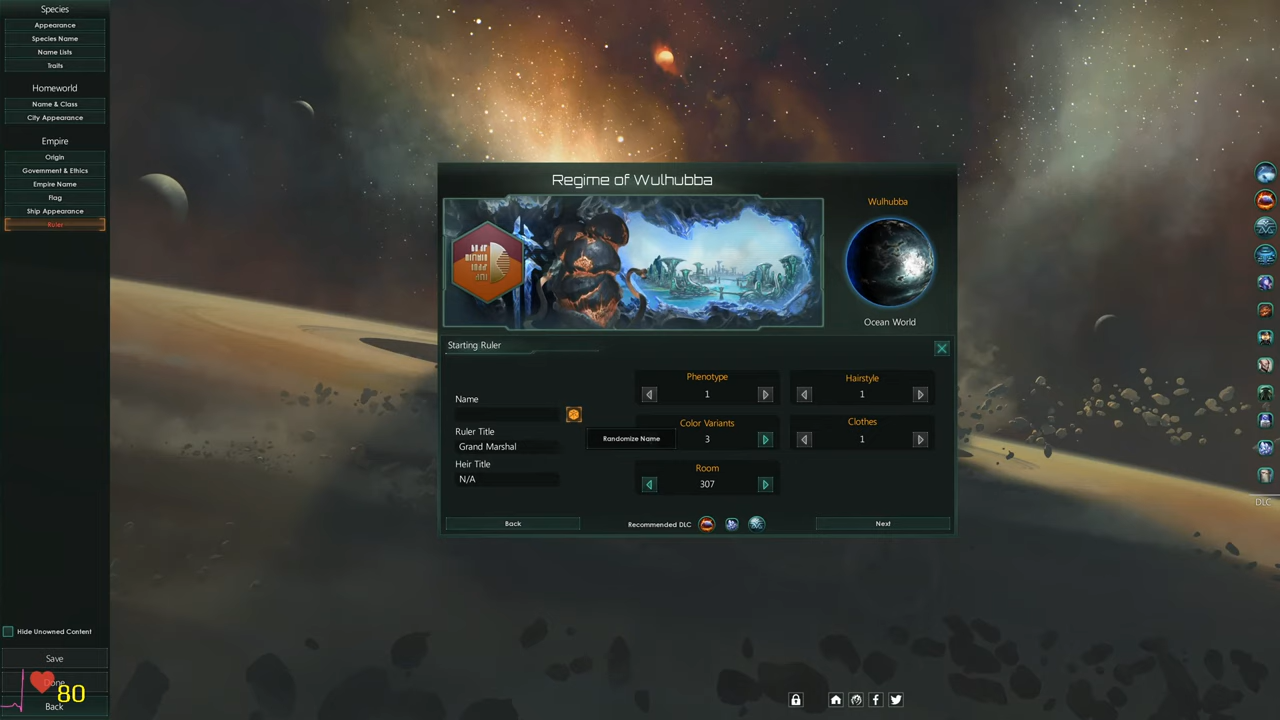 Species
Appearance
Species Name
Name Lists
Traits
Homeworld
Name & Class
City Appearance
Empire
Origin
Government & Ethics
Empire Name
Flag
Ship Appearance
Ruler
Hide Unowned Content
Save
Done
80
Back
Regime of Wulhubba
Wulhubba
Ocean World
Starting Ruler
Name
Ruler Title
Grand Marshal
Heir Title
N/A
Randomize Name
Phenotype
1
Hairstyle
1
Color Variants
3
Clothes
1
Room
307
Back
Recommended DLC
Next
DLC